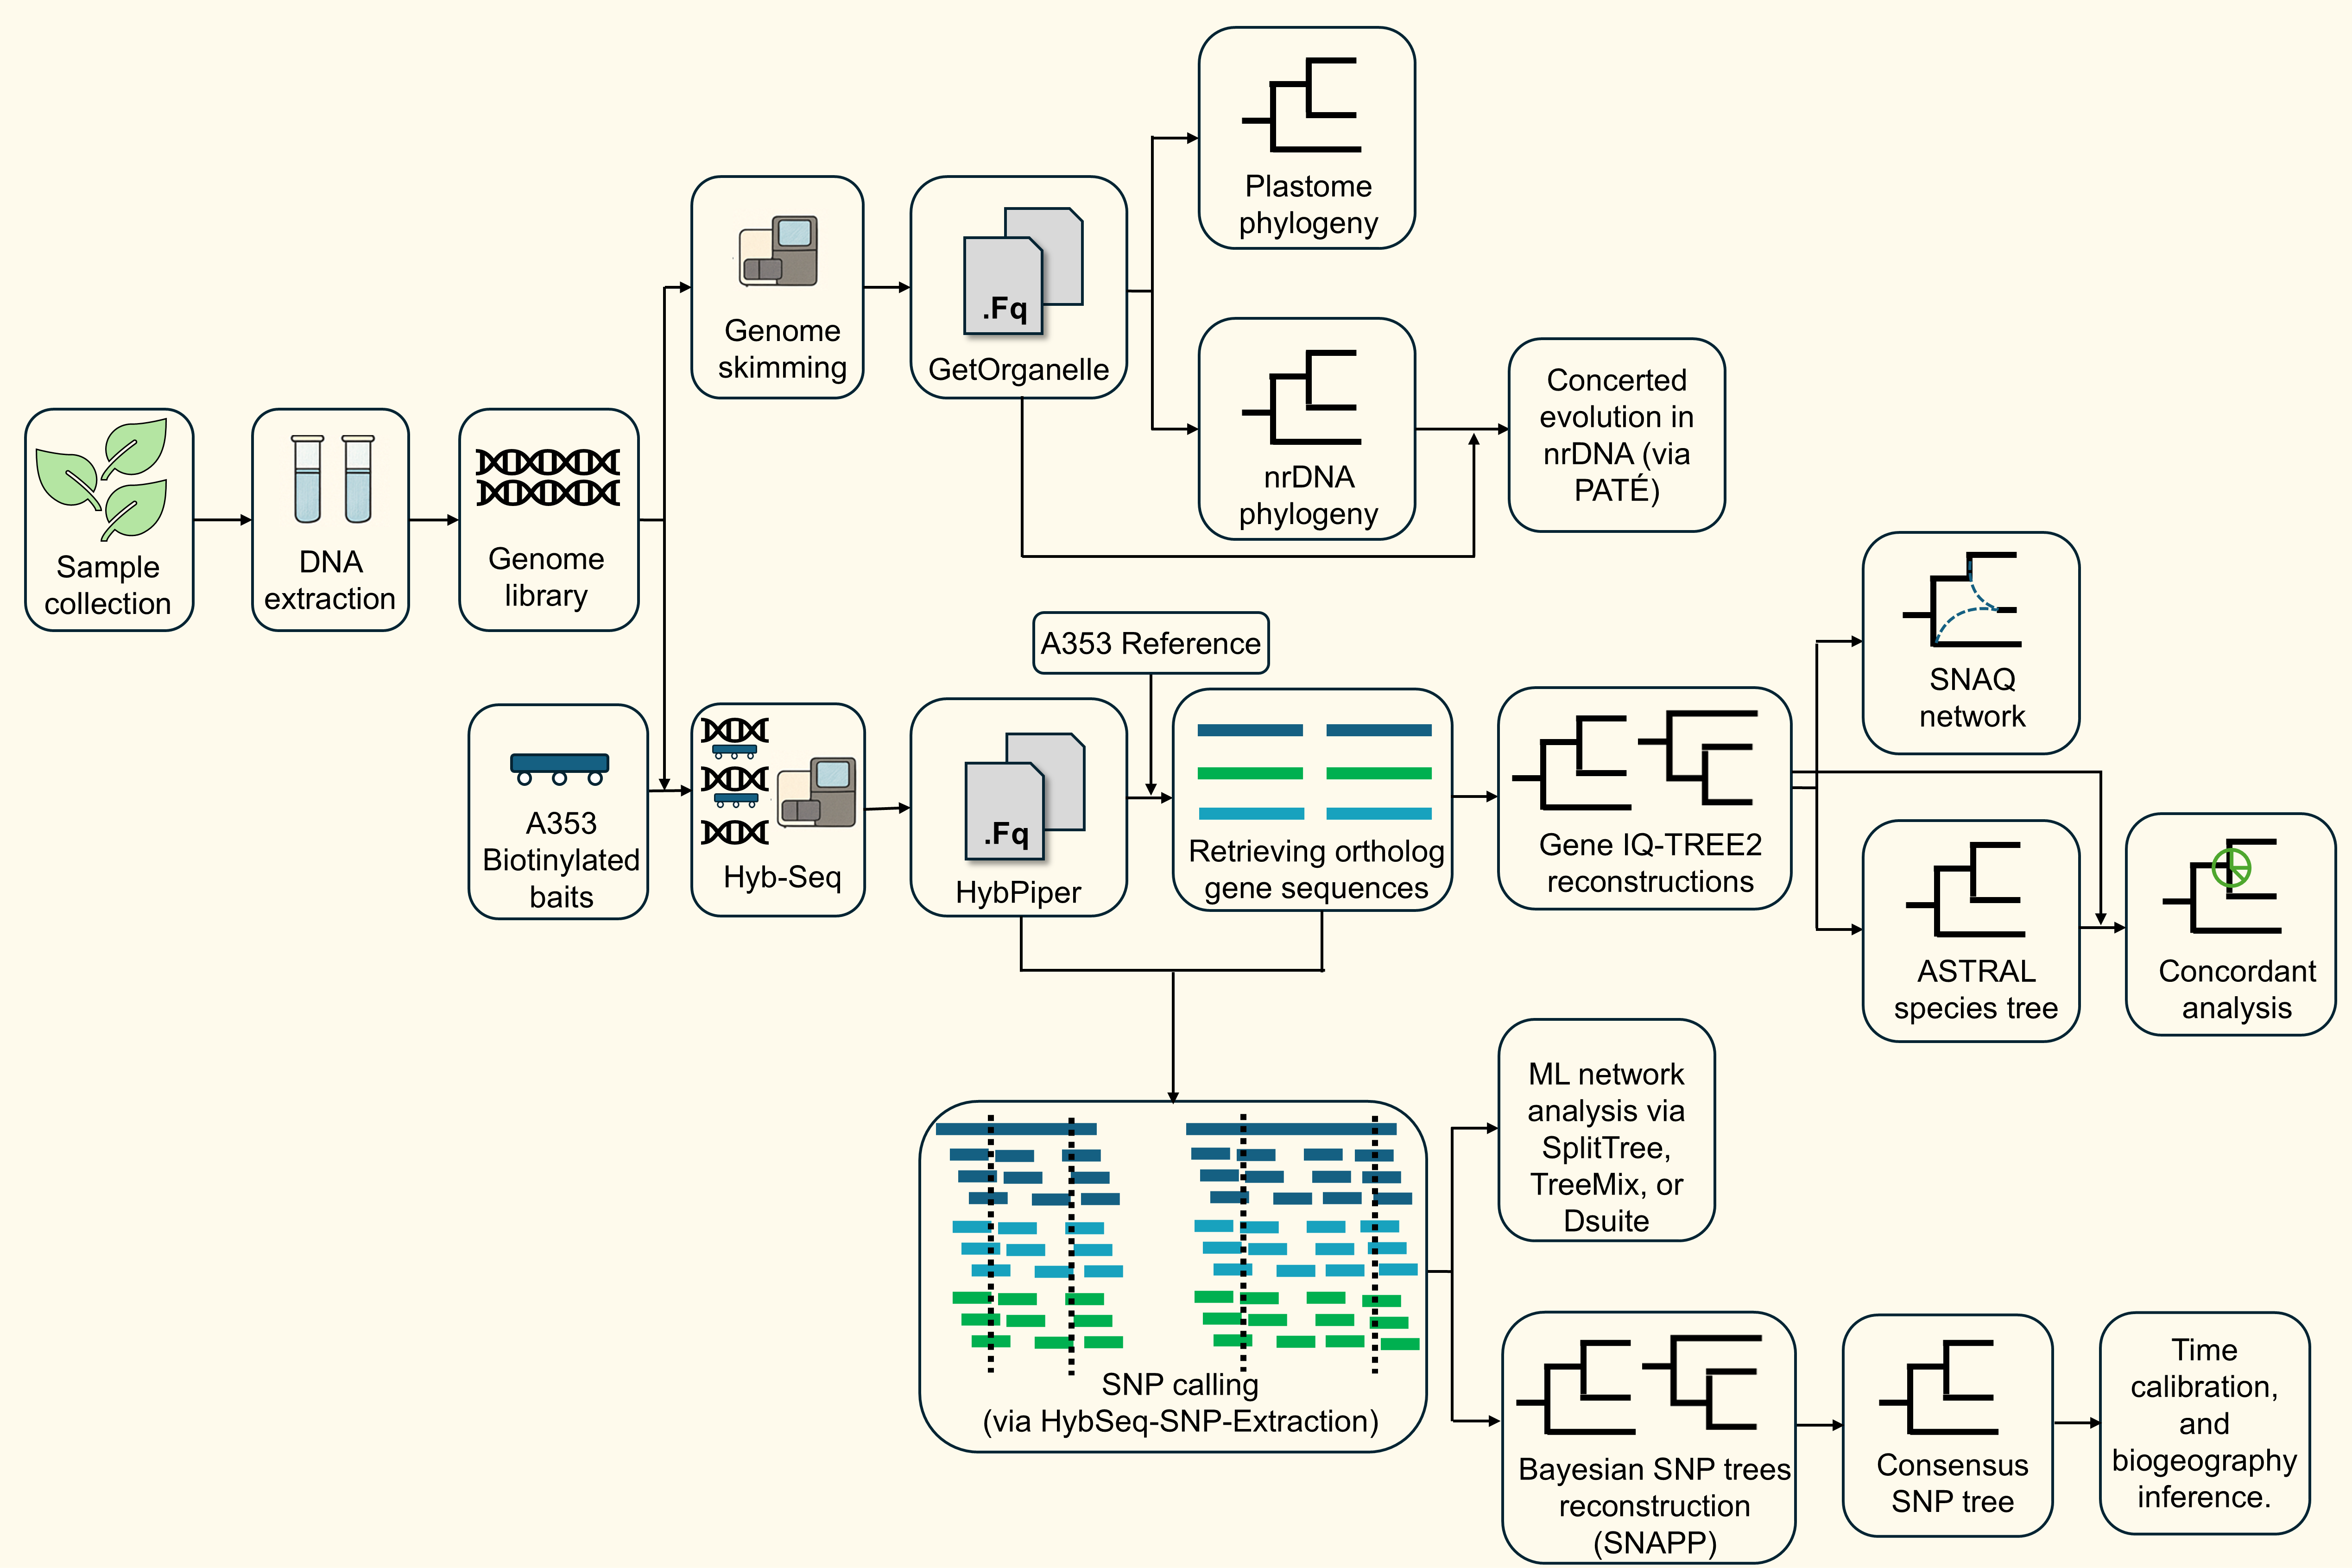 Plastome
phylogeny
Genome
skimming
.Fq
GetOrganelle
nrDNA
phylogeny
Concerted
evolution in
nrDNA (via
PATÉ)
Sample
collection
DNA
extraction
Genome
library
A353 Reference
SNAQ
network
A353
Biotinylated
baits
Hyb-Seq
.Fq
HybPiper
Retrieving ortholog
gene sequences
Gene IQ-TREE2
reconstructions
ASTRAL
species tree
Concordant
analysis
ML network
analysis via
SplitTree,
TreeMix, or
Dsuite
SNP calling
(via HybSeq-SNP-Extraction)
Bayesian SNP trees
reconstruction
(SNAPP)
Consensus
SNP tree
Time
calibration,
and
biogeography
inference.